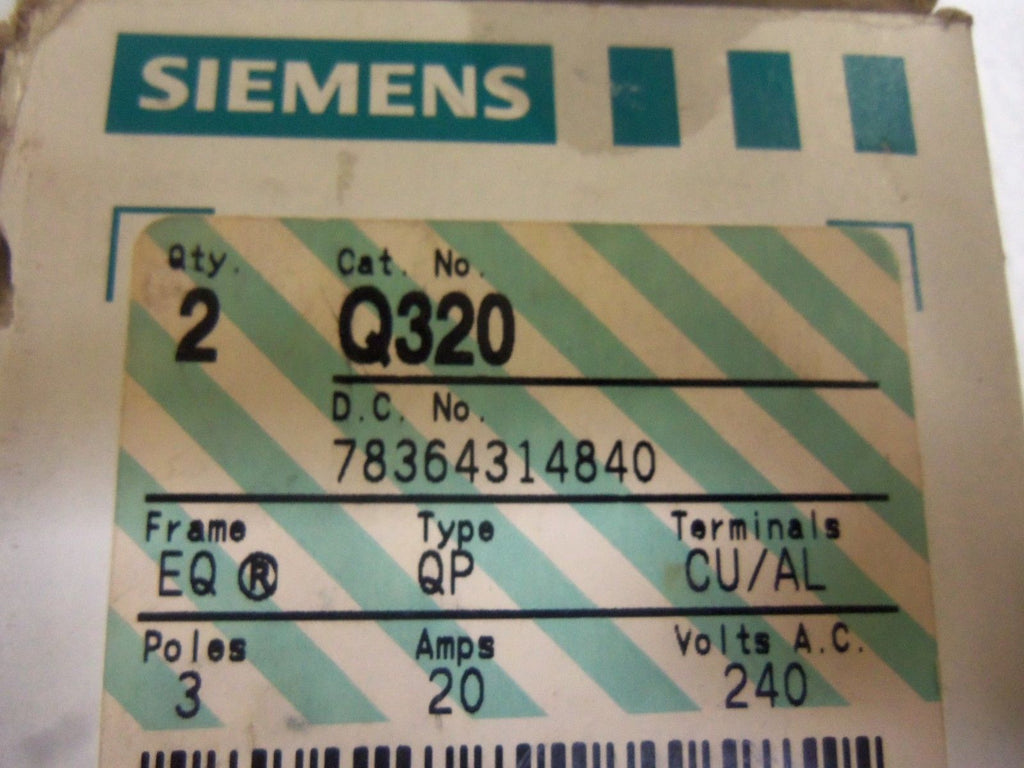 SIEMENS
Qty. Cat. No.
2 Q320
D.C. No.
78364314840
Frame Type Terminals
EQ ® QP CU/AL
Poles Amps Volts A.C.
3 20 240